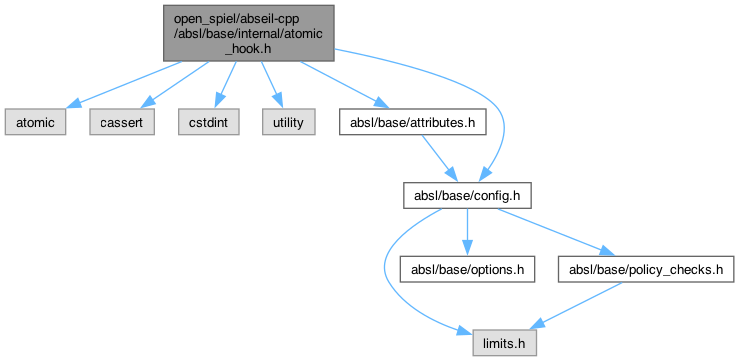 open_spiel/abseil-cpp
/absl/base/internal/atomic
_hook.h
atomic
cassert
cstdint
utility
absl/base/attributes.h
absl/base/config.h
absl/base/options.h
absl/base/policy_checks.h
limits.h